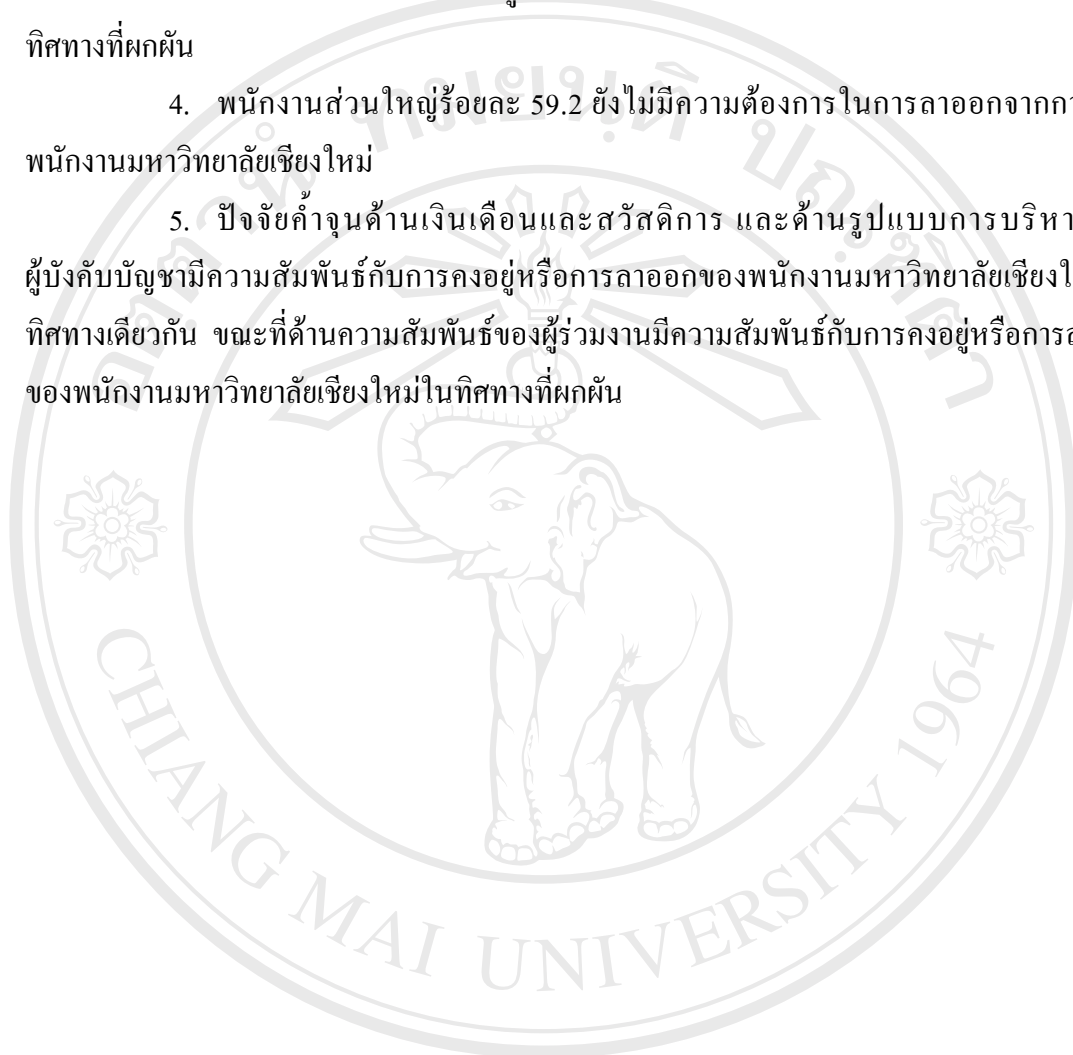 ทิศทางที่ผกผัน
4. พนักงานส่วนใหญ่ร้อยละ 59.2 ยังไม่มีความต้องการในการลาออกจาก
พนักงานมหาวิทยาลัยเชียงใหม่
5. ปัจจัยค้ำจุนด้านเงินเดือนและสวัสดิการ และด้านรูปแบบการบริหา
ผู้บังคับบัญชามีความสัมพันธ์กับการคงอยู่หรือการลาออกของพนักงานมหาวิทยาลัยเชียงให
ทิศทางเดียวกัน ขณะที่ด้านความสัมพันธ์ของผู้ร่วมงานมีความสัมพันธ์กับการคงอยู่หรือการล
ของพนักงานมหาวิทยาลัยเชียงใหม่ในทิศทางที่ผกผัน
CHIANG MAI UNIVERSITY 1964